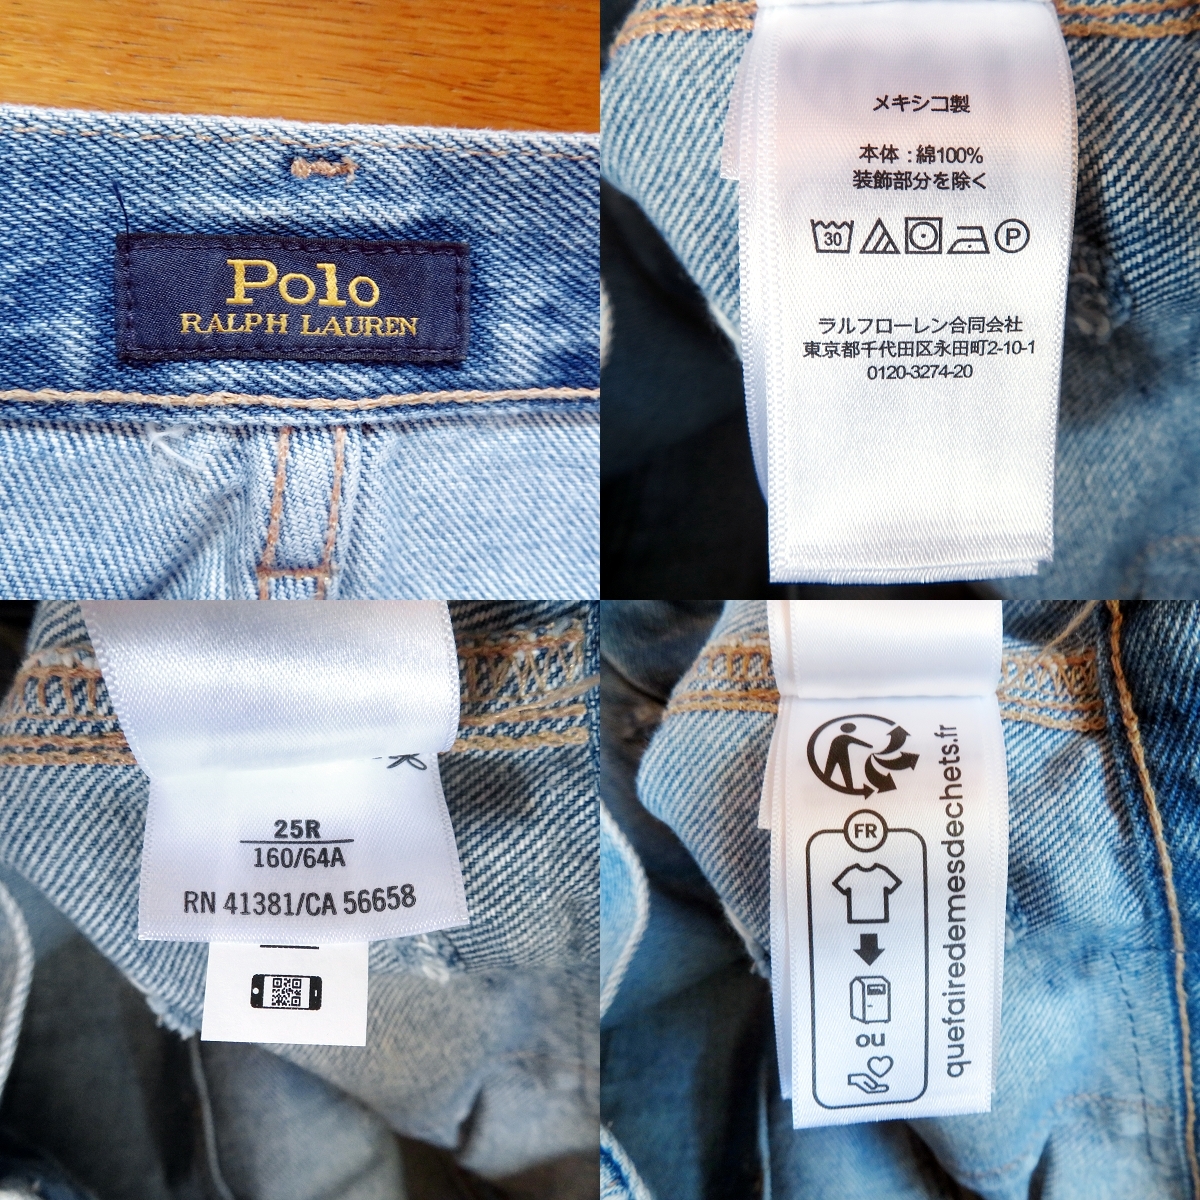 Polo
RALPH LAUREN
メキシコ製
本体：綿100%
装飾部分を除く
30
P
ラルフローレン合同会社
東京都千代田区永田町2-10-1
0120-3274-20
25R
160/64A
RN 41381/CA 56658
FR
ou
quefairedemesdechets.fr